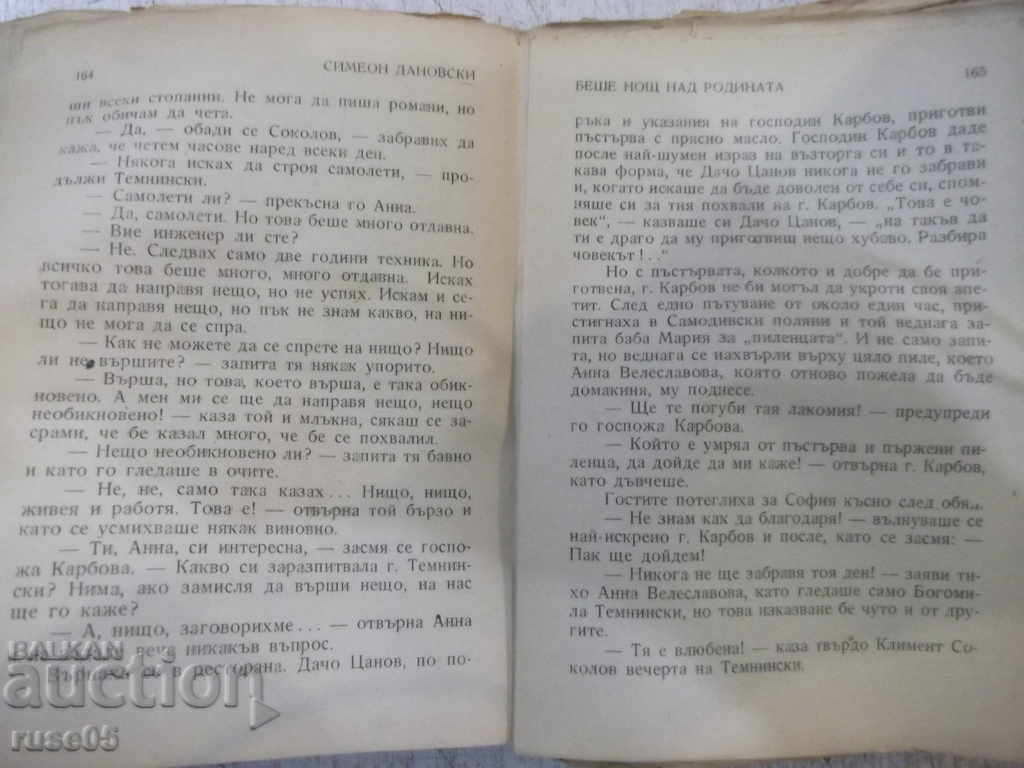 164
СИМЕОН ДАНОВСКИ
ши всеки стопанин. Не мога да пиша романи, но
пък обичам да чета.
— Да, — обади се Соколов, — забравих да
кажа, че четем часове наред всеки ден.
— Някога исках да строя самолети, — про-
дължи Темнински.
— Самолети ли? — прекъсна го Анна.
— Да, самолети. Но това беше много отдавна.
— Вие инженер ли сте?
— Не. Следвах само две години техника. Но
всичко това беше много, много отдавна. Исках
тогава да направя нещо, но не успях. Искам и се-
га да направя нещо, но пък не знам какво, на ни-
що не мога да се спра.
— Как не можете да се спрете на нищо? Нищо
ли не вършите? — запита тя някак упорито.
— Върша, но това, което върша, е така обик-
новено. А мен ми се ще да направя нещо, нещо
необикновено! — каза той и млъкна, сякаш се за-
срами, че бе казал много, че бе се похвалил.
— Нещо необикновено ли? — запита тя бавно
и като го гледаше в очите.
— Не, не, само така казах... Нищо, нищо,
живея и работя. Това е! — отвърна той бързо и
като се усмихваше някак виновно.
— Ти, Анна, си интересна, — засмя се госпо-
жа Карбова. — Какво си заразпитвала г. Темнин-
ски? Нима, ако замисля да върши нещо, на нас
ще го каже?
— А, нищо, заговорихме... — отвърна Анна
вече никакъв въпрос.
в ресторана. Дачо Цанов, по по-
BALKAN
auction
ruse05
БЕШЕ НОЩ НАД РОДИНАТА
165
ръка и указания на господин Карбов, приготви
пъстърва с прясно масло. Господин Карбов даде
после най-шумен израз на възторга си и то в та-
кава форма, че Дачо Цанов никога не го забрави
и, когато искаше да бъде доволен от себе си, спом-
няше си за тия похвали на г. Карбов. „Това е чо-
век“, — казваше си Дачо Цанов, — „на такъв да
ти е драго да му приготвиш нещо хубаво. Разбира
човекът!..“
Но с пъстървата, колкото и добре да бе при-
готвена, г. Карбов не би могъл да укроти своя апе-
тит. След едно пътуване от около един час, при-
стигнаха в Самодивски поляни и той веднага за-
пита баба Мария за „пиленцата“. И не само запи-
та, но веднага се нахвърли върху цяло пиле, което
Анна Велеславова, която отново пожела да бъде
домакиня, му поднесе.
— Ще те погуби тая лакомия! — предупреди
го госпожа Карбова.
— Който е умрял от пъстърва и пържени пи-
ленца, да дойде да ми каже! — отвърна г. Карбов,
като дъвчеше.
Гостите потеглиха за София късно след обя„
— Не знам как да благодаря! — вълнуваше се
най-искрено г. Карбов и после, като се засмя: —
Пак ще дойдем!
— Никога не ще забравя тоя ден! — заяви ти-
хо Анна Велеславова, като гледаше само Богоми-
ла Темнински, но това изказване бе чуто и от дру-
гите.
— Тя е влюбена! — каза твърдо Климент Со-
колов вечерта на Темнински.